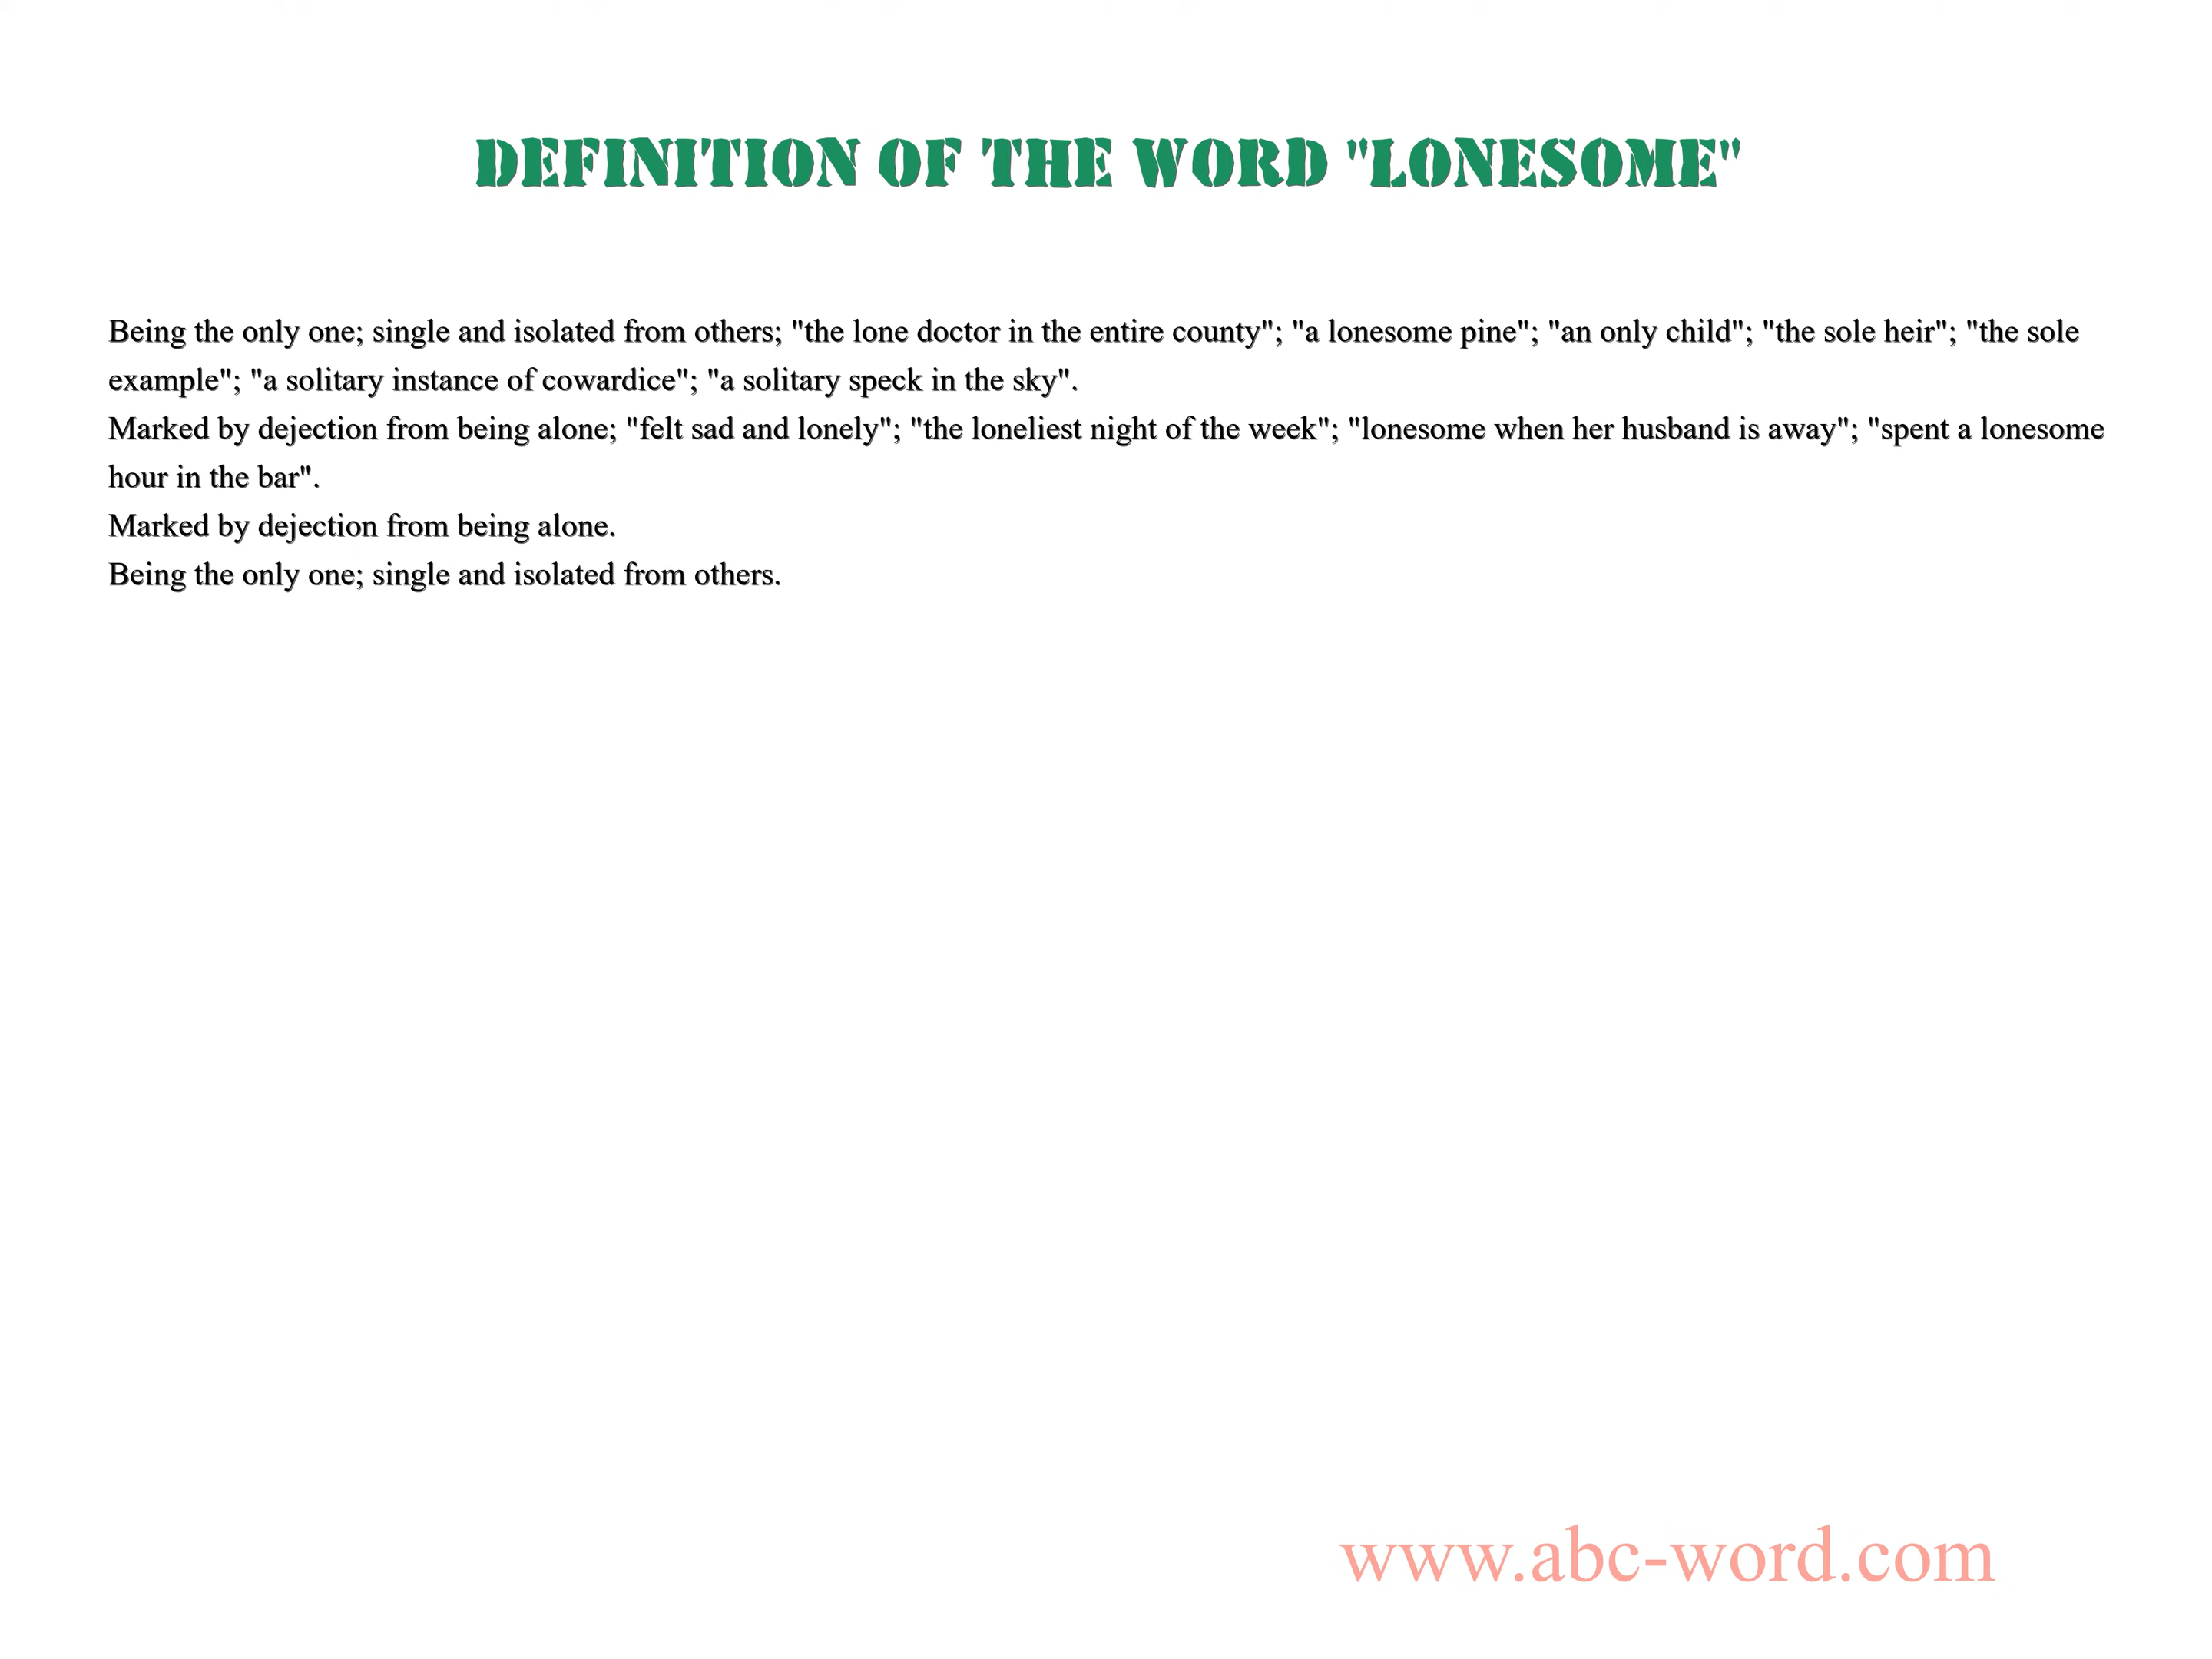 DEFINITION OF THE WORD "LONESOME"
Being the only one; single and isolated from others; "the lone doctor in the entire county"; "a lonesome pine"; "an only child"; "the sole heir"; "the sole
example"; "a solitary instance of cowardice"; "a solitary speck in the sky".
Marked by dejection from being alone; "felt sad and lonely"; "the loneliest night of the week"; "lonesome when her husband is away"; "spent a lonesome
hour in the bar".
Marked by dejection from being alone.
Being the only one; single and isolated from others.
www.abc-word.com